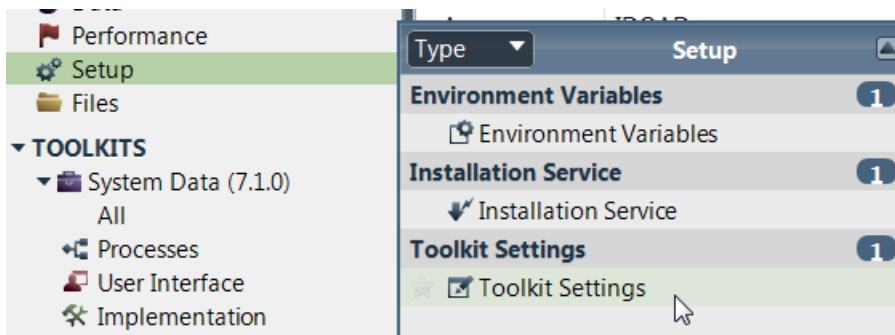 Performance
Setup
Files
TOOLKITS
System Data (7.1.0)
All
Processes
User Interface
Implementation
Type Setup
Environment Variables 1
Environment Variables
Installation Service 1
Installation Service
Toolkit Settings 1
Toolkit Settings